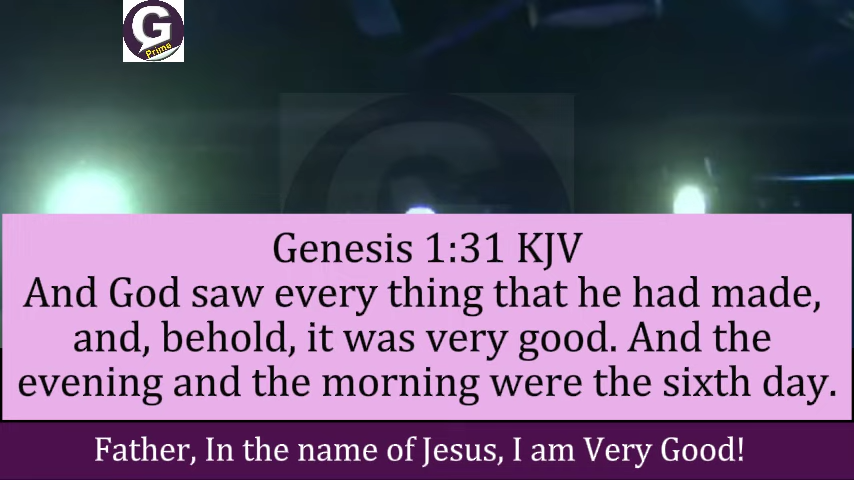 G
Prime
Genesis 1:31 KJV
And God saw every thing that he had made,
and, behold, it was very good. And the
evening and the morning were the sixth day.
Father, In the name of Jesus, I am Very Good!